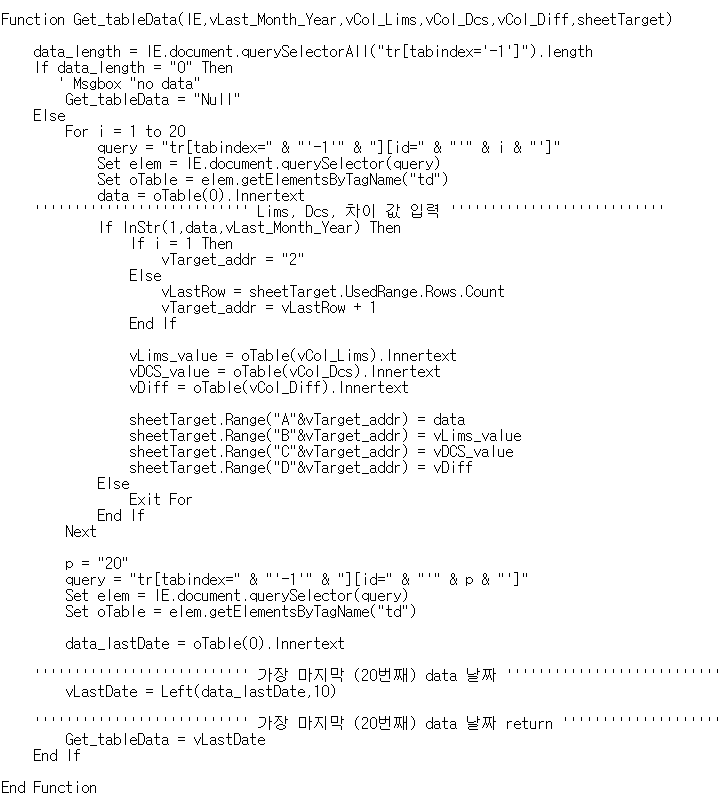 Function Get_tableData(IE,vLast_Month_Year,vCol_Lims,vCol_Dcs,vCol_Diff,sheetTarget)
data_length = IE.document.querySelectorAll("tr[tabindex='-1']").length
If data_length = "0" Then
' Msgbox "no data"
Get_tableData = "Null"
Else
For i = 1 to 20
query = "tr[tabindex=" & "'-1'" & "][id=" & "'" & i & "']"
Set elem = IE.document.querySelector(query)
Set oTable = elem.getElementsByTagName("td")
data = oTable(0).Innertext
''''''''''''''''''''''''''' Lims, Dcs, 차이 값 입력 '''''''''''''''''''''''''''
If InStr(1,data,vLast_Month_Year) Then
If i = 1 Then
vTarget_addr = "2"
Else
vLastRow = sheetTarget.UsedRange.Rows.Count
vTarget_addr = vLastRow + 1
End If
vLims_value = oTable(vCol_Lims).Innertext
vDCS_value = oTable(vCol_Dcs).Innertext
vDiff = oTable(vCol_Diff).Innertext
sheetTarget.Range("A"&vTarget_addr) = data
sheetTarget.Range("B"&vTarget_addr) = vLims_value
sheetTarget.Range("C"&vTarget_addr) = vDCS_value
sheetTarget.Range("D"&vTarget_addr) = vDiff
Else
Exit For
End If
Next
p = "20"
query = "tr[tabindex=" & "'-1'" & "][id=" & "'" & p & "']"
Set elem = IE.document.querySelector(query)
Set oTable = elem.getElementsByTagName("td")
data_lastDate = oTable(0).Innertext
''''''''''''''''''''''''''' 가장 마지막 (20번째) data 날짜 '''''''''''''''''''''''''''
vLastDate = Left(data_lastDate,10)
''''''''''''''''''''''''''' 가장 마지막 (20번째) data 날짜 return ''''''''''''''''''''
Get_tableData = vLastDate
End If
End Function